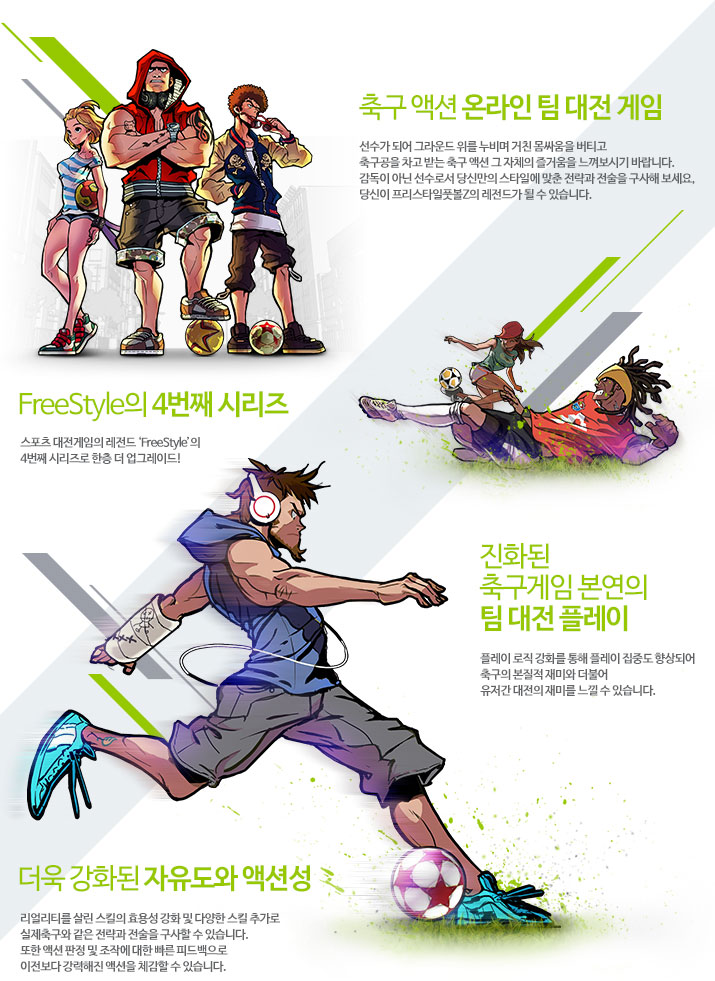 축구 액션 온라인 팀 대전 게임
선수가 되어 그라운드 위를 누비며 거친 몸싸움을 버티고
축구공을 차고 받는 축구 액션 그 자체의 즐거움을 느껴보시기 바랍니다.
감독이 아닌 선수로서 당신만의 스타일에 맞춘 전략과 전술을 구사해 보세요,
당신이 프리스타일풋볼Z의 레전드가 될 수 있습니다.
FreeStyle의 4번째 시리즈
스포츠 대전게임의 레전드 'FreeStyle'의
4번째 시리즈로 한층 더 업그레이드!
진화된
축구게임 본연의
팀 대전 플레이
플레이 로직 강화를 통해 플레이 집중도 향상되어
축구의 본질적 재미와 더불어
유저간 대전의 재미를 느낄 수 있습니다.
더욱 강화된 자유도와 액션성
리얼리티를 살린 스킬의 효용성 강화 및 다양한 스킬 추가로
실제축구와 같은 전략과 전술을 구사할 수 있습니다.
또한 액션 판정 및 조작에 대한 빠른 피드백으로
이전보다 강력해진 액션을 체감할 수 있습니다.